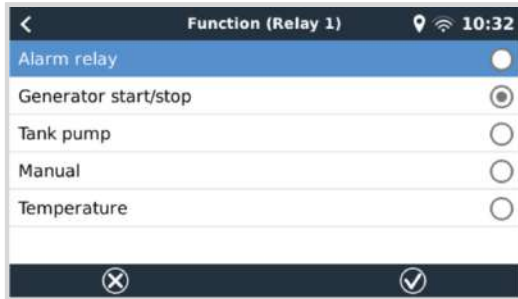 Function (Relay 1) 10:32
Alarm relay
Generator start/stop
Tank pump
Manual
Temperature